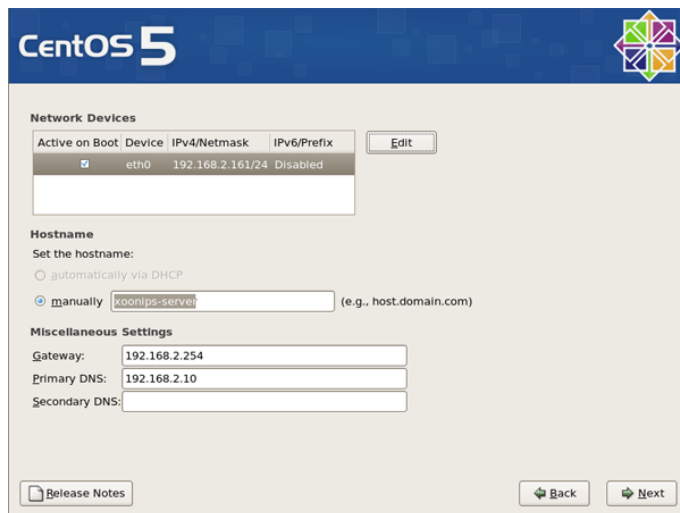 CentOS 5
Network Devices
Active on Boot Device IPv4/Netmask IPv6/Prefix
eth0 192.168.2.161/24 Disabled
Edit
Hostname
Set the hostname:
automatically via DHCP
manually xoonips-server (e.g., host.domain.com)
Miscellaneous Settings
Gateway: 192.168.2.254
Primary DNS: 192.168.2.10
Secondary DNS:
Release Notes Back Next